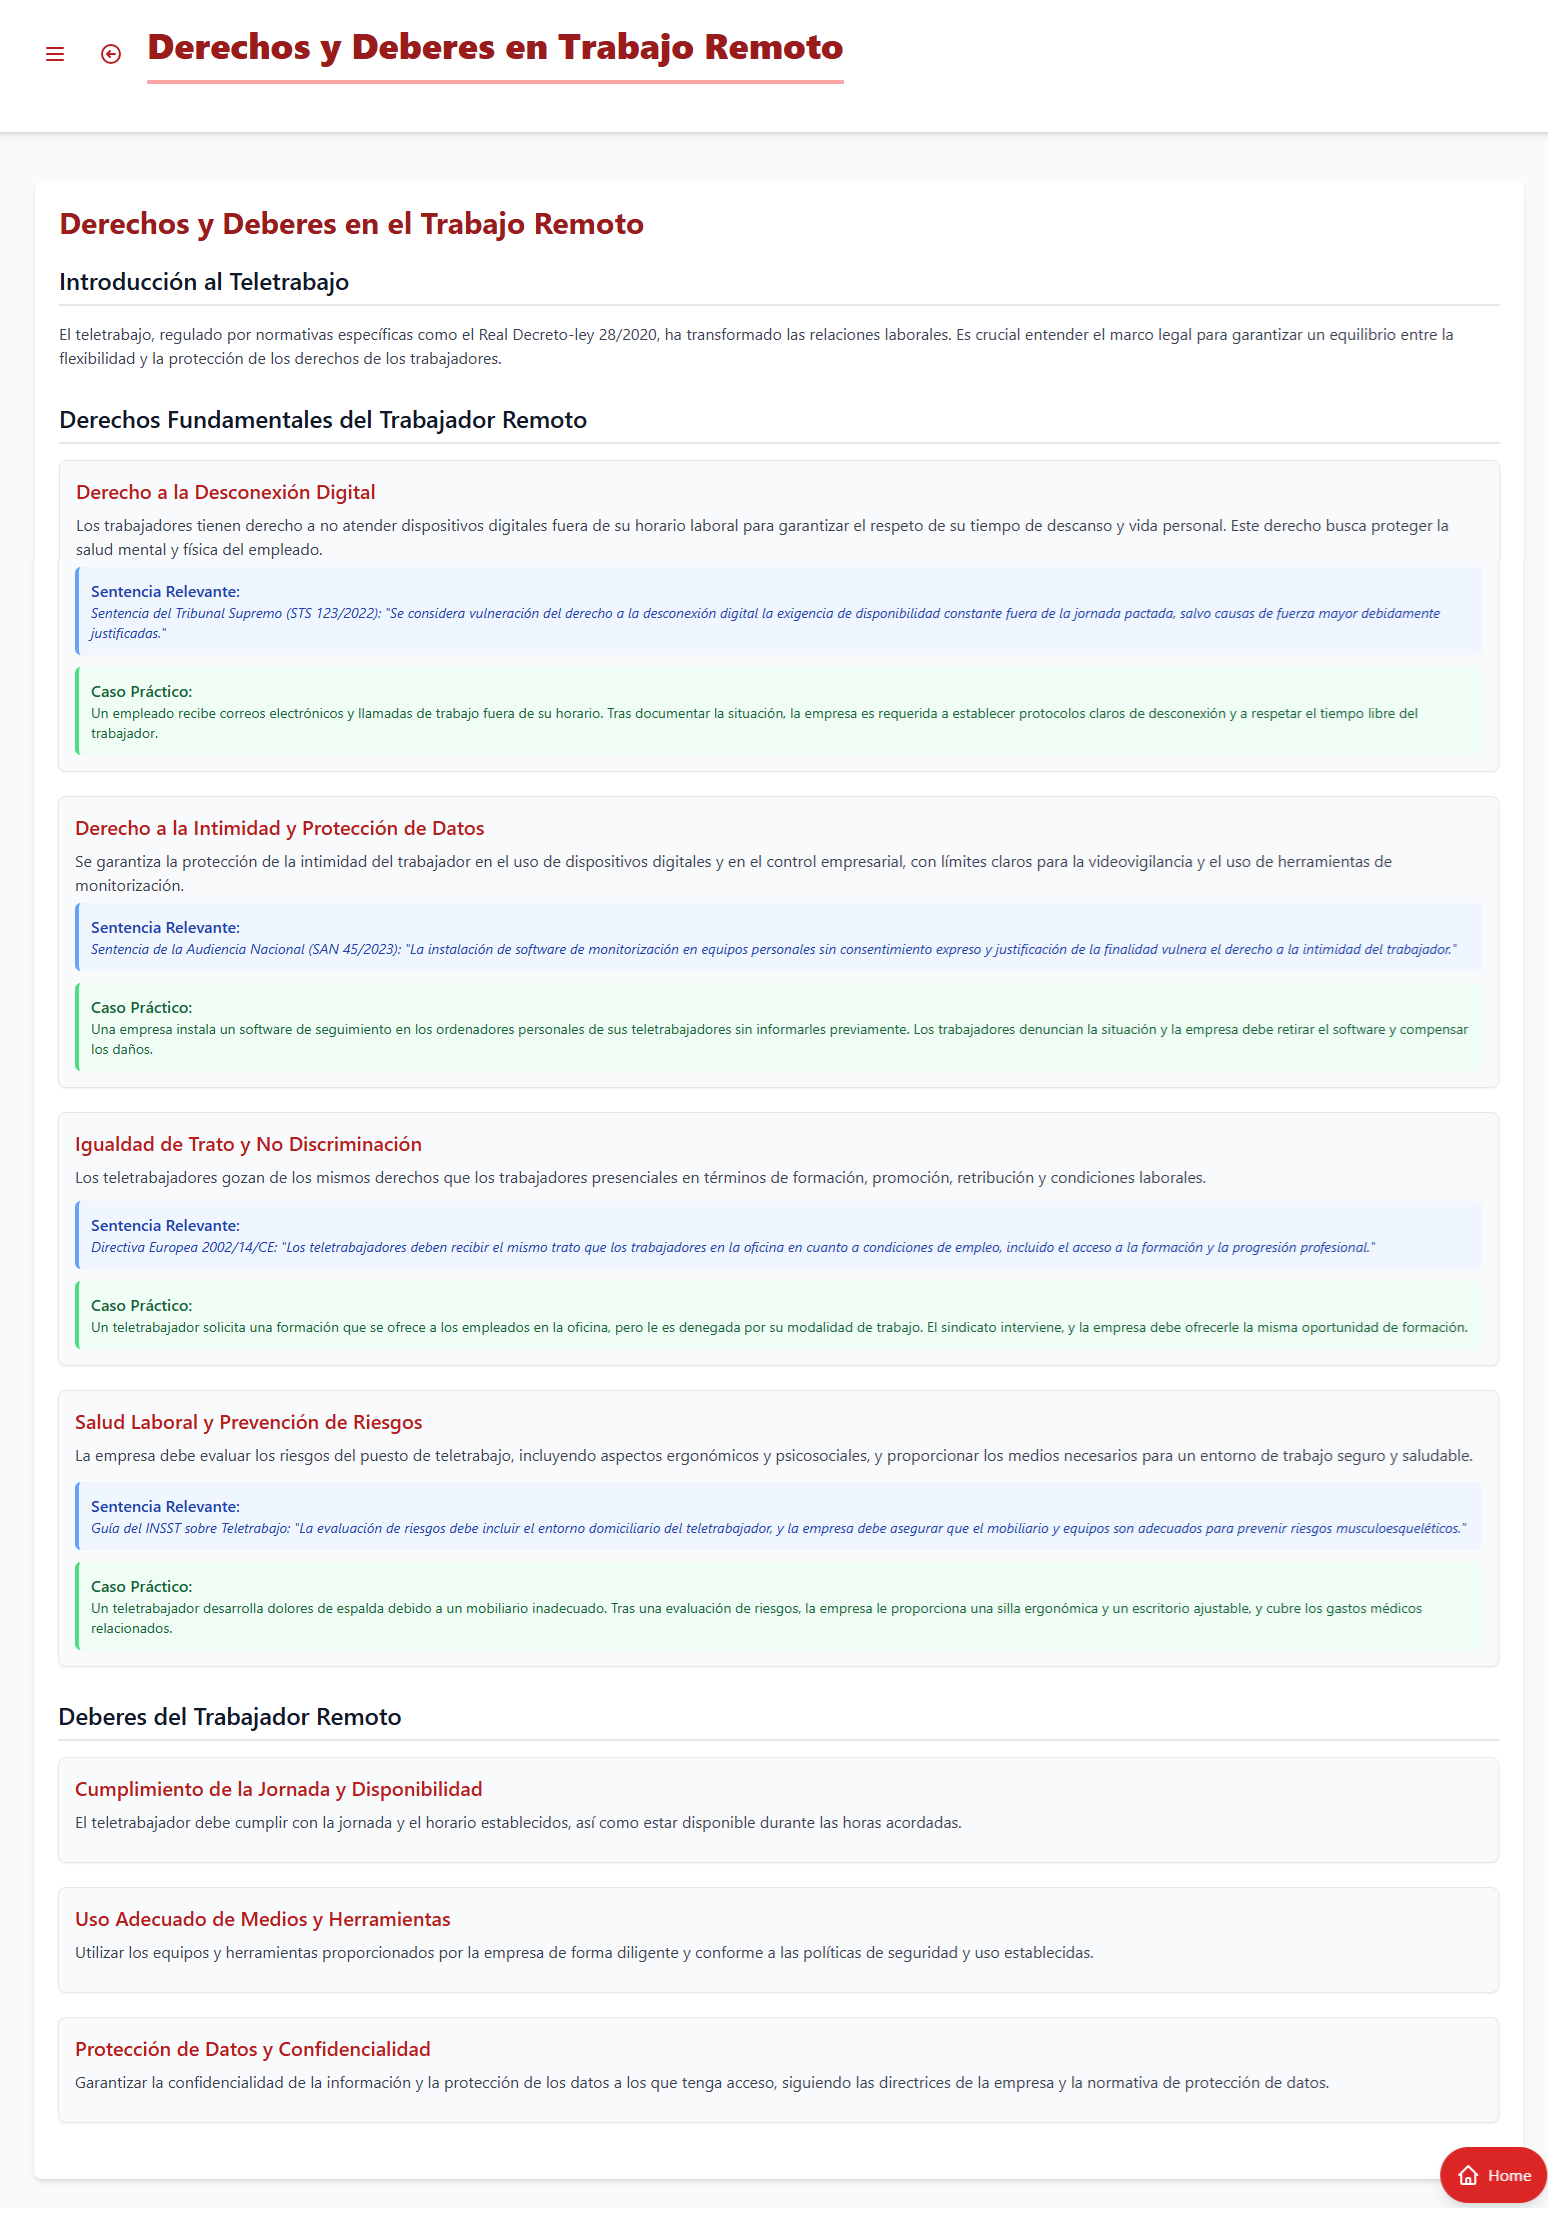 Derechos y Deberes en Trabajo Remoto
Derechos y Deberes en el Trabajo Remoto
Introducción al Teletrabajo
El teletrabajo, regulado por normativas específicas como el Real Decreto-ley 28/2020, ha transformado las relaciones laborales. Es crucial entender el marco legal para garantizar un equilibrio entre la
flexibilidad y la protección de los derechos de los trabajadores.
Derechos Fundamentales del Trabajador Remoto
Derecho a la Desconexión Digital
Los trabajadores tienen derecho a no atender dispositivos digitales fuera de su horario laboral para garantizar el respeto de su tiempo de descanso y vida personal. Este derecho busca proteger la
salud mental y física del empleado.
Sentencia Relevante:
Sentencia del Tribunal Supremo (STS 123/2022): "Se considera vulneración del derecho a la desconexión digital la exigencia de disponibilidad constante fuera de la jornada pactada, salvo causas de fuerza mayor debidamente
justificadas."
Caso Práctico:
Un empleado recibe correos electrónicos y llamadas de trabajo fuera de su horario. Tras documentar la situación, la empresa es requerida a establecer protocolos claros de desconexión y a respetar el tiempo libre del
trabajador.
Derecho a la Intimidad y Protección de Datos
Se garantiza la protección de la intimidad del trabajador en el uso de dispositivos digitales y en el control empresarial, con límites claros para la videovigilancia y el uso de herramientas de
monitorización.
Sentencia Relevante:
Sentencia de la Audiencia Nacional (SAN 45/2023): "La instalación de software de monitorización en equipos personales sin consentimiento expreso y justificación de la finalidad vulnera el derecho a la intimidad del trabajador."
Caso Práctico:
Una empresa instala un software de seguimiento en los ordenadores personales de sus teletrabajadores sin informarles previamente. Los trabajadores denuncian la situación y la empresa debe retirar el software y compensar
los daños.
Igualdad de Trato y No Discriminación
Los teletrabajadores gozan de los mismos derechos que los trabajadores presenciales en términos de formación, promoción, retribución y condiciones laborales.
Sentencia Relevante:
Directiva Europea 2002/14/CE: "Los teletrabajadores deben recibir el mismo trato que los trabajadores en la oficina en cuanto a condiciones de empleo, incluido el acceso a la formación y la progresión profesional."
Caso Práctico:
Un teletrabajador solicita una formación que se ofrece a los empleados en la oficina, pero le es denegada por su modalidad de trabajo. El sindicato interviene, y la empresa debe ofrecerle la misma oportunidad de formación.
Salud Laboral y Prevención de Riesgos
La empresa debe evaluar los riesgos del puesto de teletrabajo, incluyendo aspectos ergonómicos y psicosociales, y proporcionar los medios necesarios para un entorno de trabajo seguro y saludable.
Sentencia Relevante:
Guía del INSST sobre Teletrabajo: "La evaluación de riesgos debe incluir el entorno domiciliario del teletrabajador, y la empresa debe asegurar que el mobiliario y equipos son adecuados para prevenir riesgos musculoesqueléticos."
Caso Práctico:
Un teletrabajador desarrolla dolores de espalda debido a un mobiliario inadecuado. Tras una evaluación de riesgos, la empresa le proporciona una silla ergonómica y un escritorio ajustable, y cubre los gastos médicos
relacionados.
Deberes del Trabajador Remoto
Cumplimiento de la Jornada y Disponibilidad
El teletrabajador debe cumplir con la jornada y el horario establecidos, así como estar disponible durante las horas acordadas.
Uso Adecuado de Medios y Herramientas
Utilizar los equipos y herramientas proporcionados por la empresa de forma diligente y conforme a las políticas de seguridad y uso establecidas.
Protección de Datos y Confidencialidad
Garantizar la confidencialidad de la información y la protección de los datos a los que tenga acceso, siguiendo las directrices de la empresa y la normativa de protección de datos.
Home